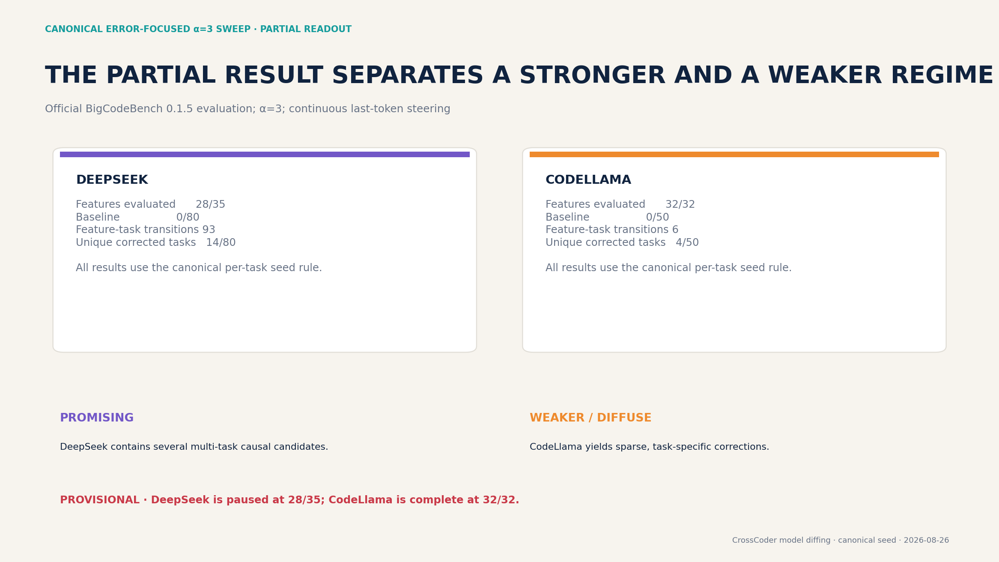 CANONICAL ERROR-FOCUSED α=3 SWEEP · PARTIAL READOUT
THE PARTIAL RESULT SEPARATES A STRONGER AND A WEAKER REGIME
Official BigCodeBench 0.1.5 evaluation; α=3; continuous last-token steering
DEEPSEEK
Features evaluated 28/35
Baseline 0/80
Feature-task transitions 93
Unique corrected tasks 14/80
All results use the canonical per-task seed rule.
CODELLAMA
Features evaluated 32/32
Baseline 0/50
Feature-task transitions 6
Unique corrected tasks 4/50
All results use the canonical per-task seed rule.
PROMISING
DeepSeek contains several multi-task causal candidates.
WEAKER / DIFFUSE
CodeLlama yields sparse, task-specific corrections.
PROVISIONAL · DeepSeek is paused at 28/35; CodeLlama is complete at 32/32.
CrossCoder model diffing · canonical seed · 2026-08-26